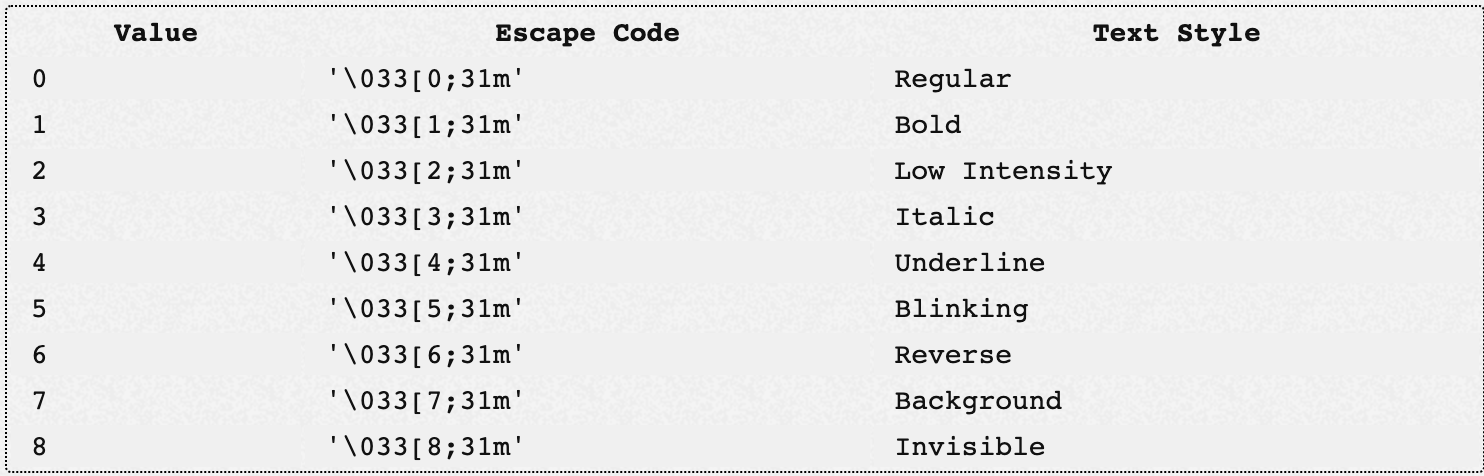 Value Escape Code Text Style
0 '\033[0;31m' Regular
1 '\033[1;31m' Bold
2 '\033[2;31m' Low Intensity
3 '\033[3;31m' Italic
4 '\033[4;31m' Underline
5 '\033[5;31m' Blinking
6 '\033[6;31m' Reverse
7 '\033[7;31m' Background
8 '\033[8;31m' Invisible